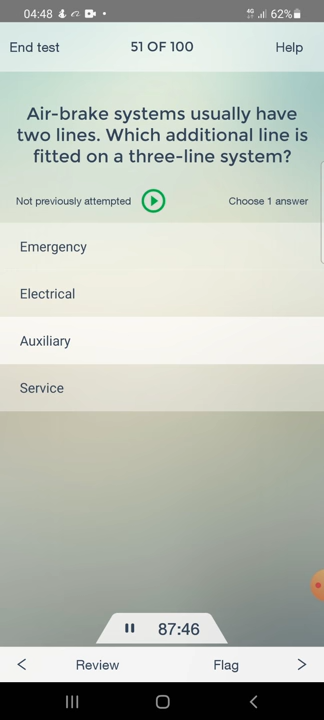 04:48
4G
62%
End test
51 OF 100
Help
Air-brake systems usually have
two lines. Which additional line is
fitted on a three-line system?
Not previously attempted
Choose 1 answer
Emergency
Electrical
Auxiliary
Service
87:46
Review
Flag